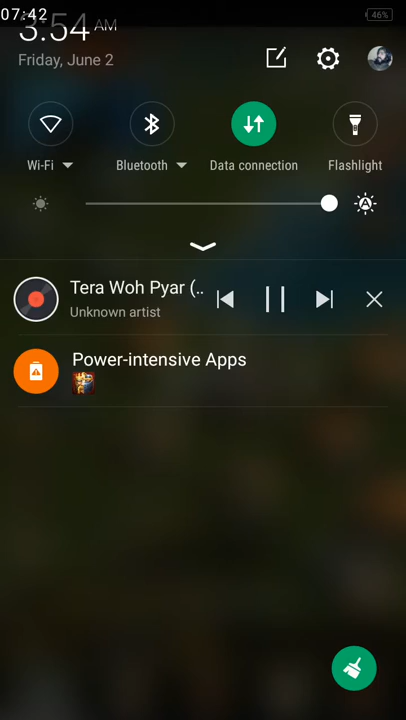 07:42
3:54 AM
46%
Friday, June 2
Wi-Fi
Bluetooth
Data connection
Flashlight
A
Tera Woh Pyar (..
Unknown artist
Power-intensive Apps